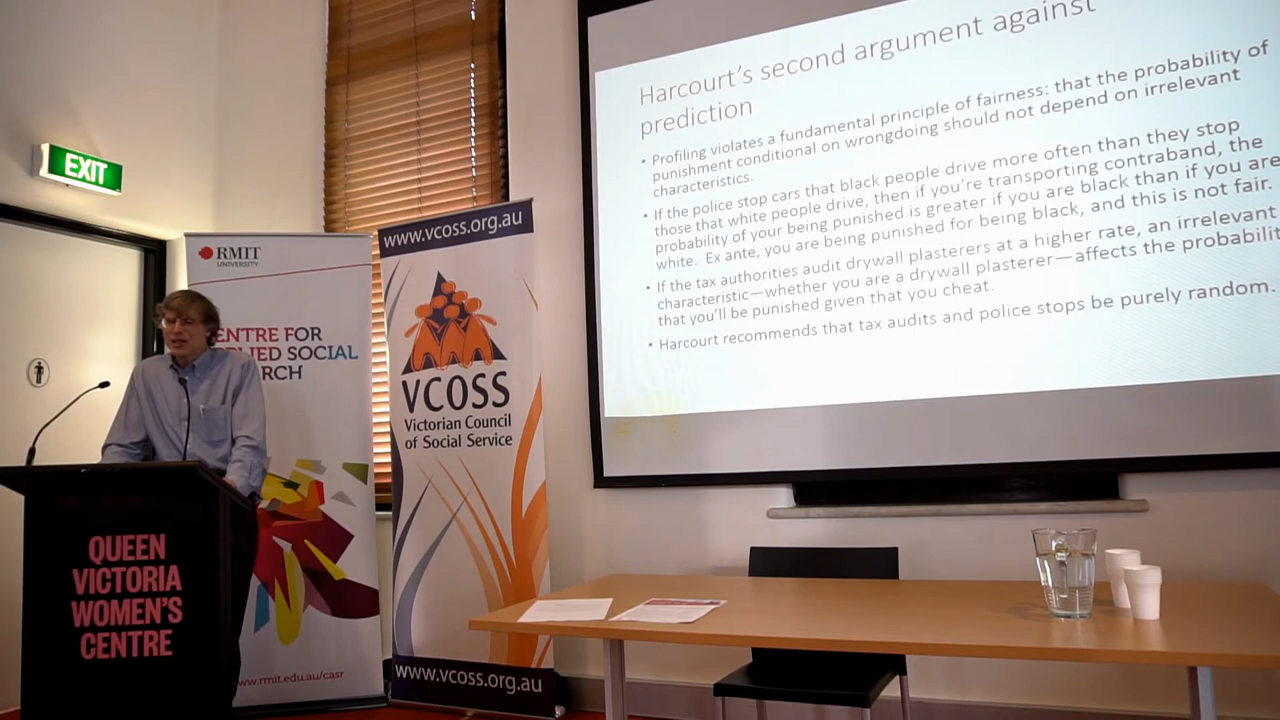 EXIT
RMIT
UNIVERSITY
ENTRE FOR
PLIED SOCIAL
RCH
www.rmit.edu.au/casr
www.vcoss.org.au
VCOSS
Victorian Council
of Social Service
www.vcoss.org.au
QUEEN
VICTORIA
WOMEN'S
CENTRE
Harcourt's second argument against
prediction
• Profiling violates a fundamental principle of fairness: that the probability of
punishment conditional on wrongdoing should not depend on irrelevant
characteristics.
• If the police stop cars that black people drive more often than they stop
those that white people drive, then if you're transporting contraband, the
probability of your being punished is greater if you are black than if you are
white. Ex ante, you are being punished for being black, and this is not fair.
• If the tax authorities audit drywall plasterers at a higher rate, an irrelevant
characteristic—whether you are a drywall plasterer—affects the probabilit
that you'll be punished given that you cheat.
• Harcourt recommends that tax audits and police stops be purely random.